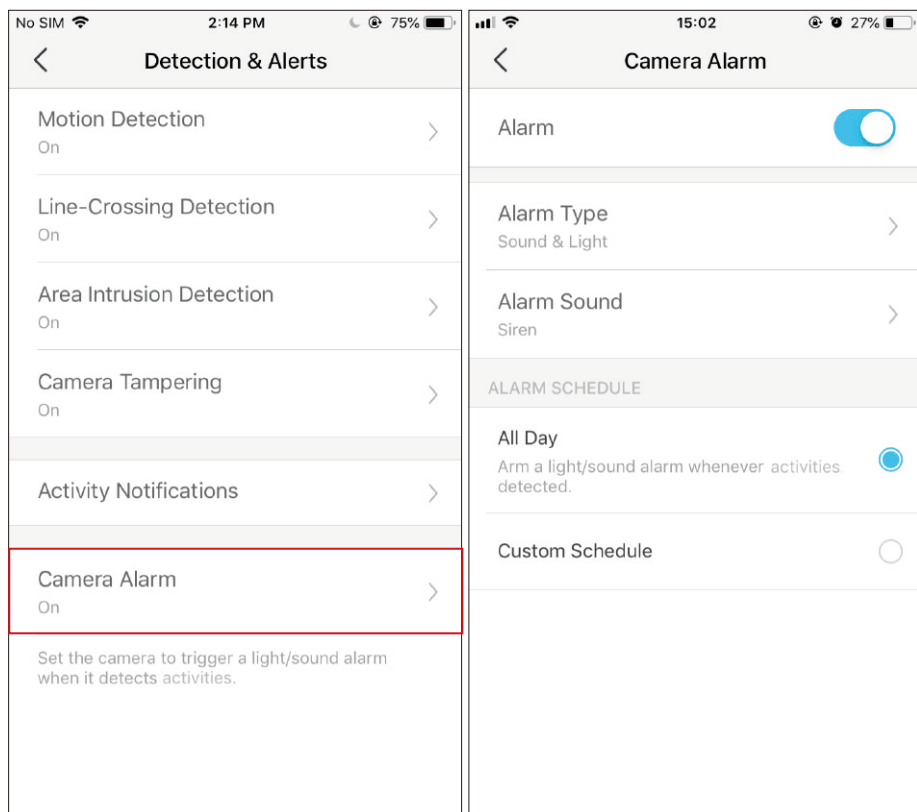 No SIM 2:14 PM 75%
Detection & Alerts
Motion Detection
On
Line-Crossing Detection
On
Area Intrusion Detection
On
Camera Tampering
On
Activity Notifications
Camera Alarm
On
Set the camera to trigger a light/sound alarm
when it detects activities.
15:02 27%
Camera Alarm
Alarm
Alarm Type
Sound & Light
Alarm Sound
Siren
ALARM SCHEDULE
All Day
Arm a light/sound alarm whenever activities
detected.
Custom Schedule